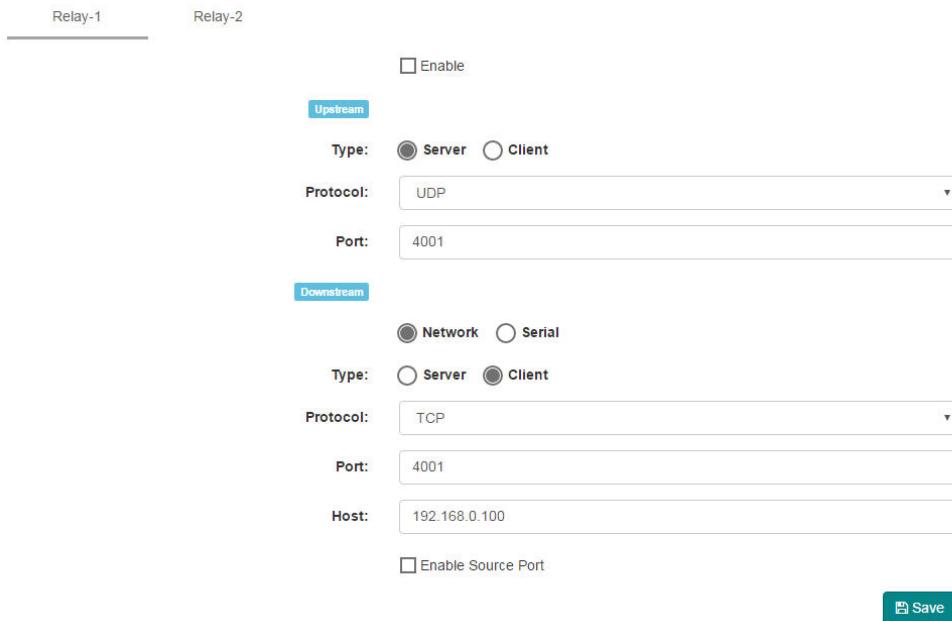 Relay-1 Relay-2
Enable
Upstream
Type: Server Client
Protocol: UDP
Port: 4001
Downstream
Network Serial
Type: Server Client
Protocol: TCP
Port: 4001
Host: 192.168.0.100
Enable Source Port
Save